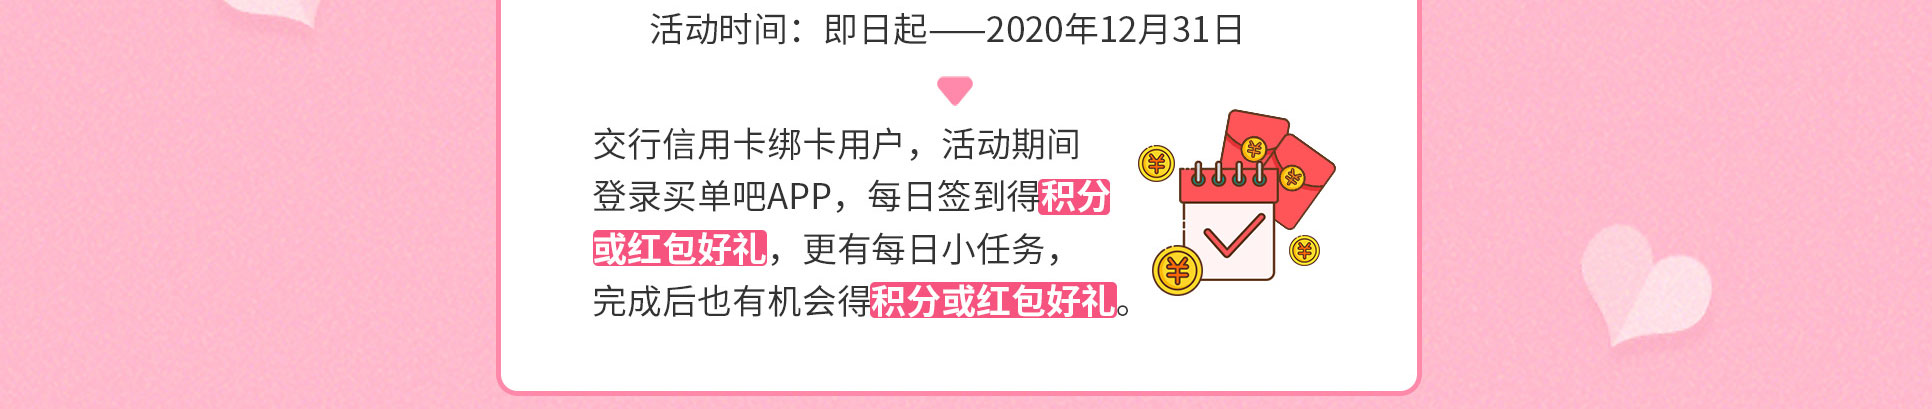 活动时间：即日起——2020年12月31日
交行信用卡绑卡用户，活动期间
登录买单吧APP，每日签到得积分
或红包好礼，更有每日小任务，
完成后也有机会得积分或红包好礼。